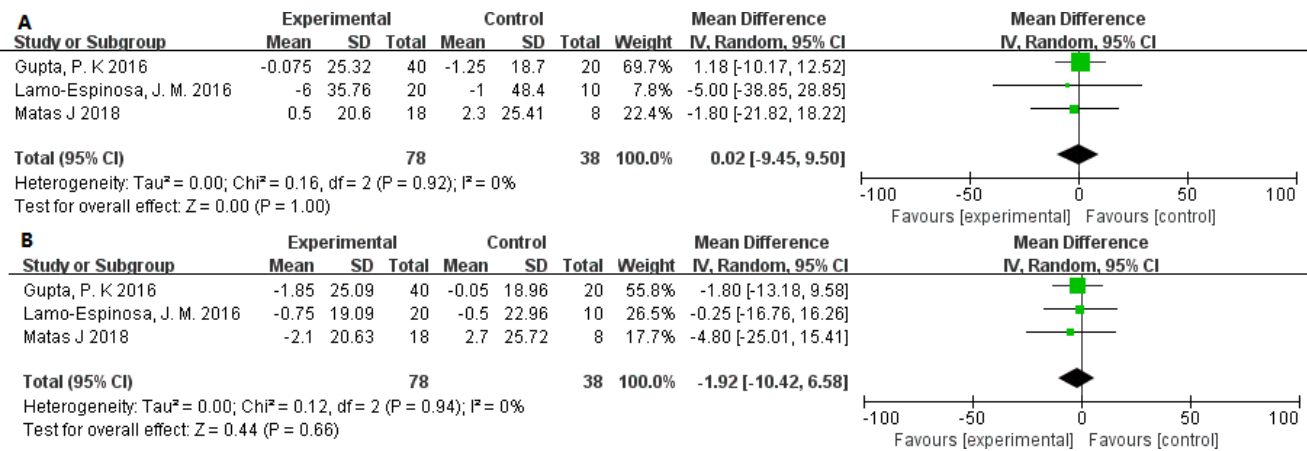 A Experimental Control Mean Difference Mean Difference
Study or Subgroup Mean SD Total Mean SD Total Weight IV, Random, 95% CI IV, Random, 95% CI
Gupta, P. K 2016 -0.075 25.32 40 -1.25 18.7 20 69.7% 1.18 [-10.17, 12.52]
Lamo-Espinosa, J. M. 2016 -6 35.76 20 -1 48.4 10 7.8% -5.00 [-38.85, 28.85]
Matas J 2018 0.5 20.6 18 2.3 25.41 8 22.4% -1.80 [-21.82, 18.22]
Total (95% CI) 78 38 100.0% 0.02 [-9.45, 9.50]
Heterogeneity: Tau² = 0.00; Chi² = 0.16, df = 2 (P = 0.92); I² = 0%
Test for overall effect: Z = 0.00 (P = 1.00)
-100 -50 0 50 100
Favours [experimental] Favours [control]
B Experimental Control Mean Difference Mean Difference
Study or Subgroup Mean SD Total Mean SD Total Weight IV, Random, 95% CI IV, Random, 95% CI
Gupta, P. K 2016 -1.85 25.09 40 -0.05 18.96 20 55.8% -1.80 [-13.18, 9.58]
Lamo-Espinosa, J. M. 2016 -0.75 19.09 20 -0.5 22.96 10 26.5% -0.25 [-16.76, 16.26]
Matas J 2018 -2.1 20.63 18 2.7 25.72 8 17.7% -4.80 [-25.01, 15.41]
Total (95% CI) 78 38 100.0% -1.92 [-10.42, 6.58]
Heterogeneity: Tau² = 0.00; Chi² = 0.12, df = 2 (P = 0.94); I² = 0%
Test for overall effect: Z = 0.44 (P = 0.66)
-100 -50 0 50 100
Favours [experimental] Favours [control]